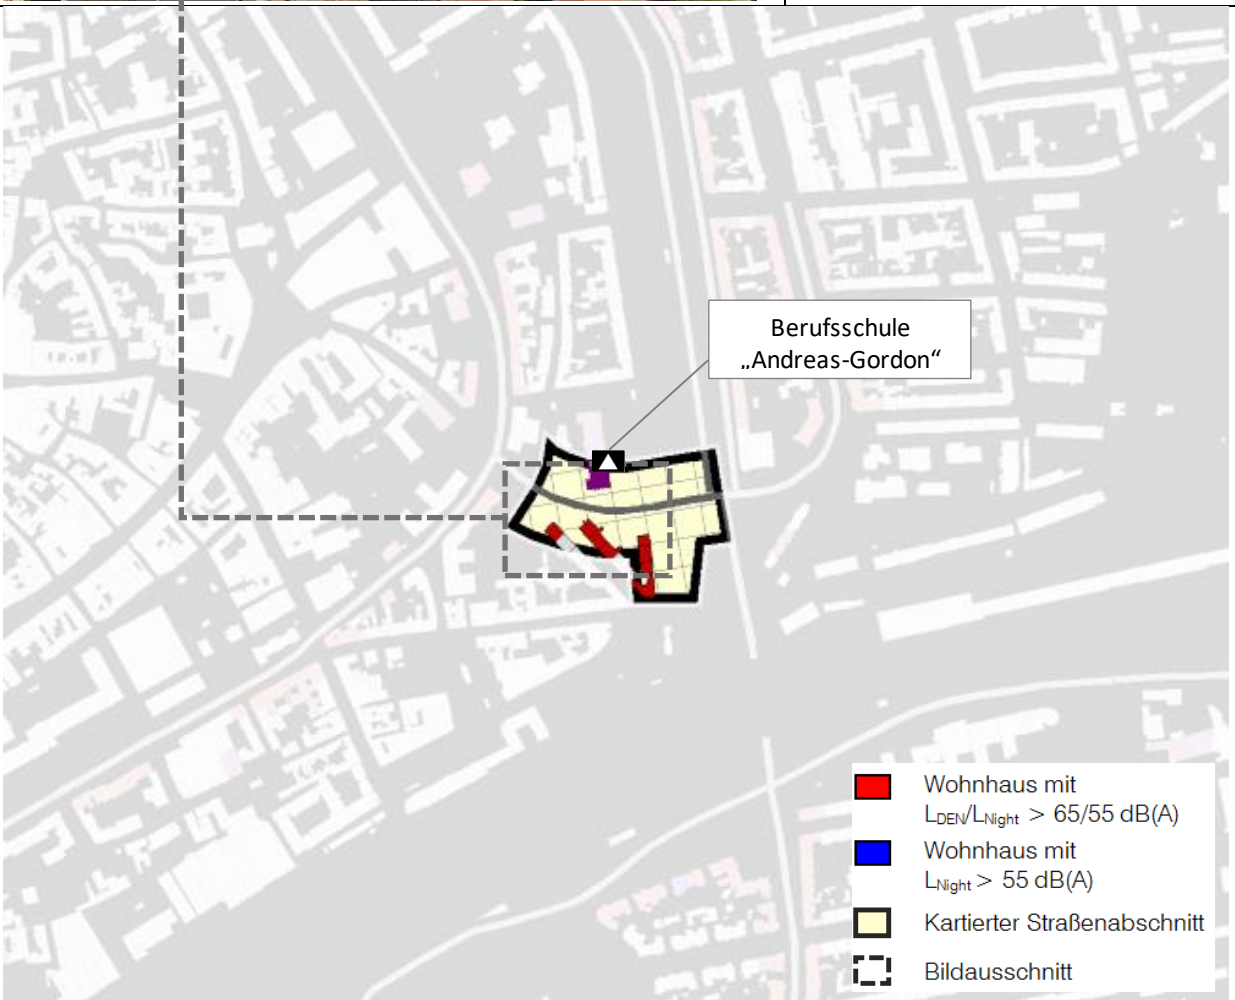 Berufsschule
„Andreas-Gordon“
Wohnhaus mit
LDEN/LNight > 65/55 dB(A)
Wohnhaus mit
LNight > 55 dB(A)
Kartierter Straßenabschnitt
Bildausschnitt